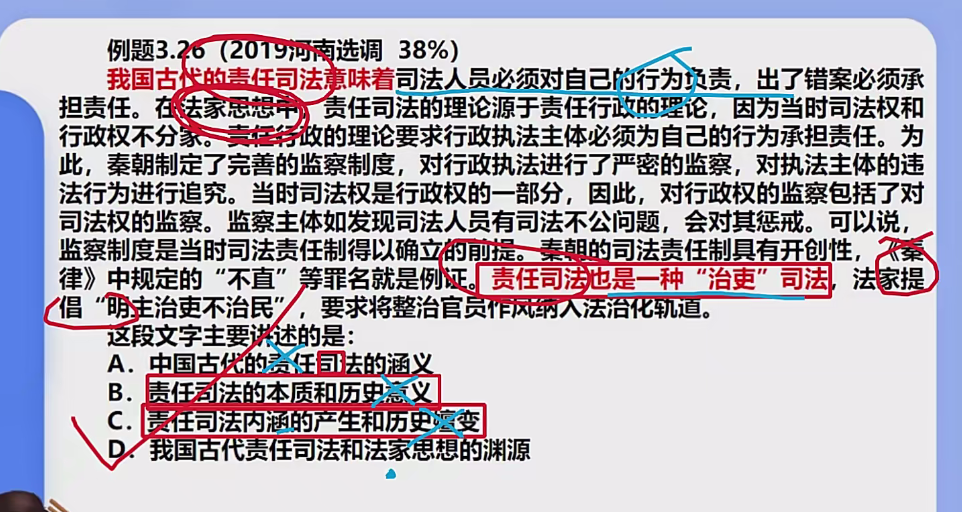 例题3.26（2019河南选调 38%）
我国古代的责任司法意味着司法人员必须对自己的行为负责，出了错案必须承
担责任。在法家思想中，责任司法的理论源于责任行政的理论，因为当时司法权和
行政权不分家。责任行政的理论要求行政执法主体必须为自己的行为承担责任。为
此，秦朝制定了完善的监察制度，对行政执法进行了严密的监察，对执法主体的违
法行为进行追究。当时司法权是行政权的一部分，因此，对行政权的监察包括了对
司法权的监察。监察主体如发现司法人员有司法不公问题，会对其惩戒。可以说，
监察制度是当时司法责任制得以确立的前提。秦朝的司法责任制具有开创性，《秦
律》中规定的“不直”等罪名就是例证。责任司法也是一种“治吏”司法，法家提
倡“明主治吏不治民”，要求将整治官员作风纳入法治化轨道。
这段文字主要讲述的是：
A．中国古代的责任司法的涵义
B．责任司法的本质和历史意义
C．责任司法内涵的产生和历史嬗变
D．我国古代责任司法和法家思想的渊源